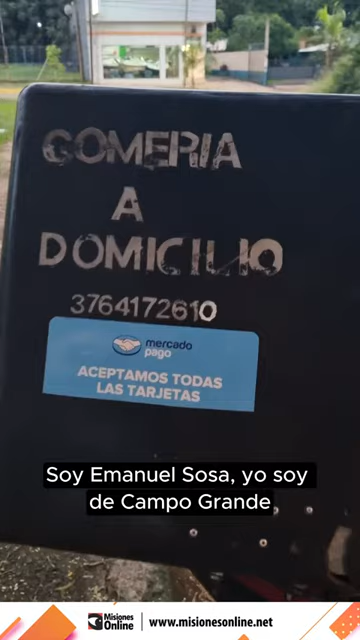 GOMERIA
A
DOMICILIO
3764172610
mercado
pago
ACEPTAMOS TODAS
LAS TARJETAS
Soy Emanuel Sosa, yo soy
de Campo Grande
Misiones
Online
www.misionesonline.net